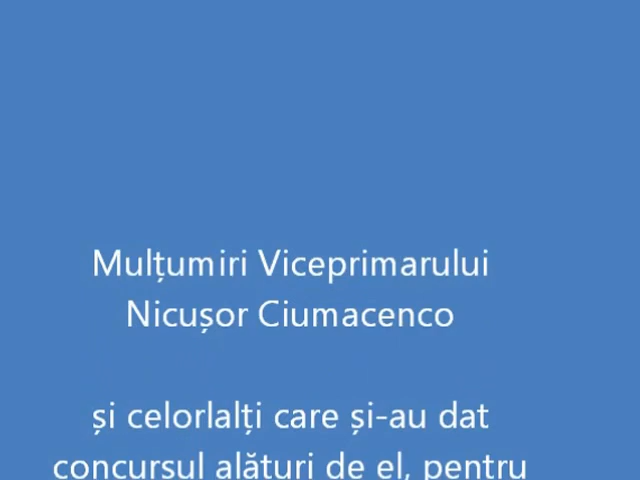 Mulțumiri Viceprimarului
Nicușor Ciumacenco
și celorlalți care și-au dat
concursul alături de el, pentru